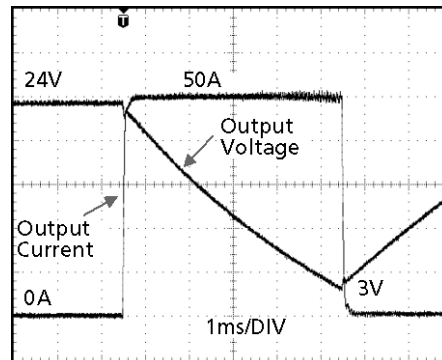 T
24V
50A
Output
Voltage
Output
Current
0A
3V
1ms/DIV